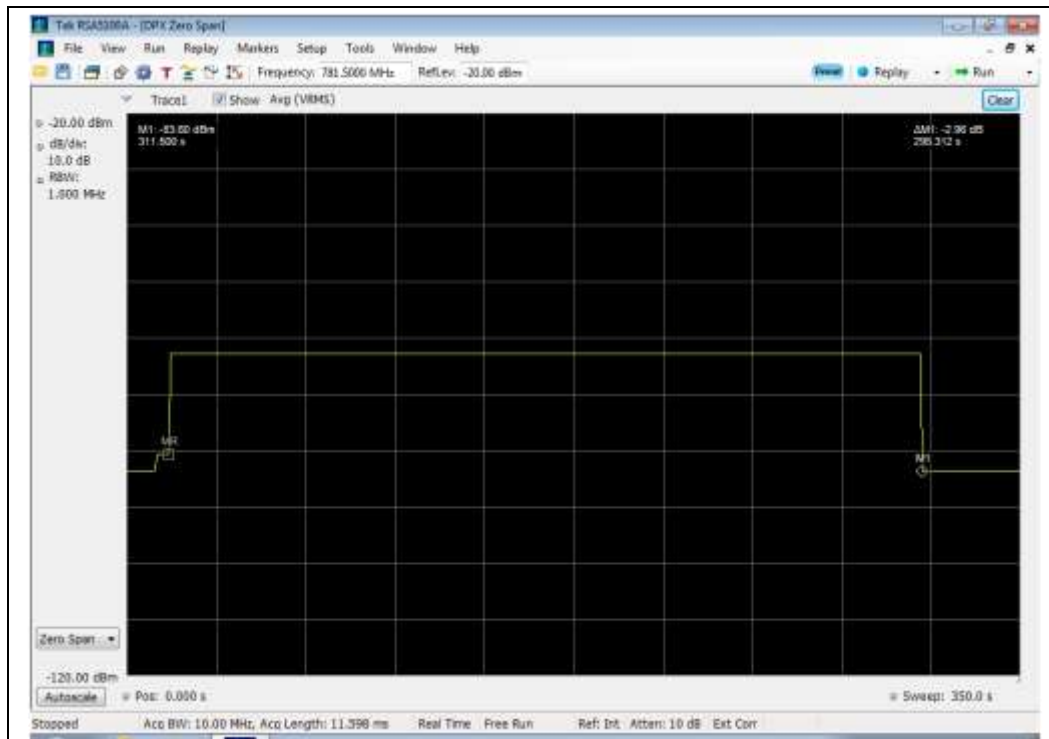 Tek RSA5100A - [DPX Zero Span]
File View Run Replay Markers Setup Tools Window Help
Frequency: 781.5000 MHz RefLev: -20.00 dBm Preset Replay Run
Trace1 Show Avg (VRMS) Clear
-20.00 dBm
dB/div:
10.0 dB
RBW:
1.000 MHz
M1: -83.60 dBm
311.500 s
ΔM1: -2.96 dB
295.312 s
MR
M1
Zero Span
-120.00 dBm
Autoscale Pos: 0.000 s Sweep: 350.0 s
Stopped Acq BW: 10.00 MHz, Acq Length: 11.598 ms Real Time Free Run Ref: Int Atten: 10 dB Ext Corr